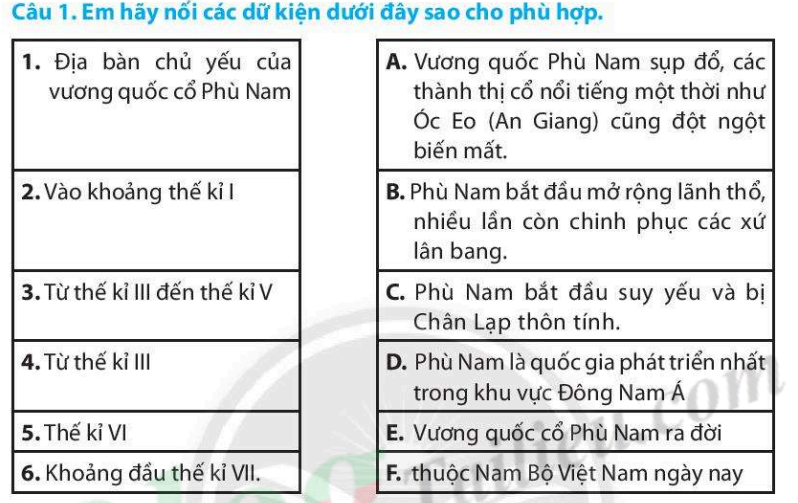 Câu 1. Em hãy nối các dữ kiện dưới đây sao cho phù hợp.
1. Địa bàn chủ yếu của
vương quốc cổ Phù Nam
2. Vào khoảng thế kỉ I
3. Từ thế kỉ III đến thế kỉ V
4. Từ thế kỉ III
5. Thế kỉ VI
6. Khoảng đầu thế kỉ VII.
A. Vương quốc Phù Nam sụp đổ, các
thành thị cổ nổi tiếng một thời như
Óc Eo (An Giang) cũng đột ngột
biến mất.
B. Phù Nam bắt đầu mở rộng lãnh thổ,
nhiều lần còn chinh phục các xứ
lân bang.
C. Phù Nam bắt đầu suy yếu và bị
Chân Lạp thôn tính.
D. Phù Nam là quốc gia phát triển nhất
trong khu vực Đông Nam Á
E. Vương quốc cổ Phù Nam ra đời
F. thuộc Nam Bộ Việt Nam ngày nay